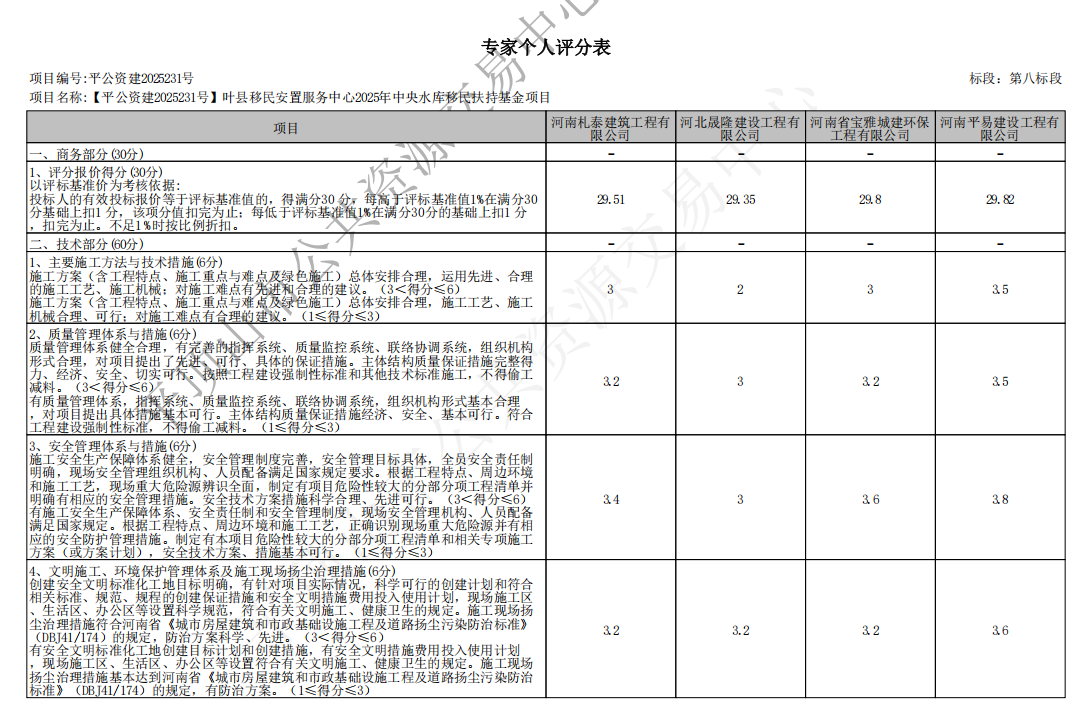 专家个人评分表
项目编号:平公资建2025231号
标段：第八标段
项目名称:【平公资建2025231号】叶县移民安置服务中心2025年中央水库移民扶持基金项目
项目
河南札泰建筑工程有
限公司
河北晟隆建设工程有
限公司
河南省宝雅城建环保
工程有限公司
河南平易建设工程有
限公司
一、商务部分(30分)
-
-
-
-
1、评分报价得分(30分)
以评标基准价为考核依据:
投标人的有效投标报价等于评标基准值的，得满分30 分，每高于评标基准值1%在满分30
分基础上扣1 分，该项分值扣完为止；每低于评标基准值1%在满分30分的基础上扣1 分
，扣完为止。不足1%时按比例折扣。
29.51
29.35
29.8
29.82
二、技术部分(60分)
-
-
-
-
1、主要施工方法与技术措施(6分)
施工方案（含工程特点、施工重点与难点及绿色施工）总体安排合理，运用先进、合理
的施工工艺、施工机械；对施工难点有先进和合理的建议。（3＜得分≤6）
施工方案（含工程特点、施工重点与难点及绿色施工）总体安排合理，施工工艺、施工
机械合理、可行；对施工难点有合理的建议。（1≤得分≤3）
3
2
3
3.5
2、质量管理体系与措施(6分)
质量管理体系健全合理，有完善的指挥系统、质量监控系统、联络协调系统，组织机构
形式合理，对项目提出了先进、可行、具体的保证措施。主体结构质量保证措施完整得
力、经济、安全、切实可行。按照工程建设强制性标准和其他技术标准施工，不得偷工
减料。（3＜得分≤6）
有质量管理体系，指挥系统、质量监控系统、联络协调系统，组织机构形式基本合理
，对项目提出具体措施基本可行。主体结构质量保证措施经济、安全、基本可行。符合
工程建设强制性标准，不得偷工减料。（1≤得分≤3）
3.2
3
3.2
3.5
3、安全管理体系与措施(6分)
施工安全生产保障体系健全，安全管理制度完善，安全管理目标具体，全员安全责任制
明确，现场安全管理组织机构、人员配备满足国家规定要求。根据工程特点、周边环境
和施工工艺，现场重大危险源辨识全面，制定有项目危险性较大的分部分项工程清单并
明确有相应的安全管理措施。安全技术方案措施科学合理、先进可行。（3＜得分≤6）
有施工安全生产保障体系、安全责任制和安全管理制度，现场安全管理机构、人员配备
满足国家规定。根据工程特点、周边环境和施工工艺，正确识别现场重大危险源并有相
应的安全防护管理措施。制定有本项目危险性较大的分部分项工程清单和相关专项施工
方案（或方案计划），安全技术方案、措施基本可行。（1≤得分≤3）
3.4
3
3.6
3.8
4、文明施工、环境保护管理体系及施工现场扬尘治理措施(6分)
创建安全文明标准化工地目标明确，有针对项目实际情况，科学可行的创建计划和符合
相关标准、规范、规程的创建保证措施和安全文明措施费用投入使用计划，现场施工区
、生活区、办公区等设置科学规范，符合有关文明施工、健康卫生的规定。施工现场扬
尘治理措施符合河南省《城市房屋建筑和市政基础设施工程及道路扬尘污染防治标准》
（DBJ41/174）的规定，防治方案科学、先进。（3＜得分≤6）
有安全文明标准化工地创建目标计划和创建措施，有安全文明措施费用投入使用计划
，现场施工区、生活区、办公区等设置符合有关文明施工、健康卫生的规定。施工现场
扬尘治理措施基本达到河南省《城市房屋建筑和市政基础设施工程及道路扬尘污染防治
标准》（DBJ41/174）的规定，有防治方案。（1≤得分≤3）
3.2
3.2
3.2
3.6